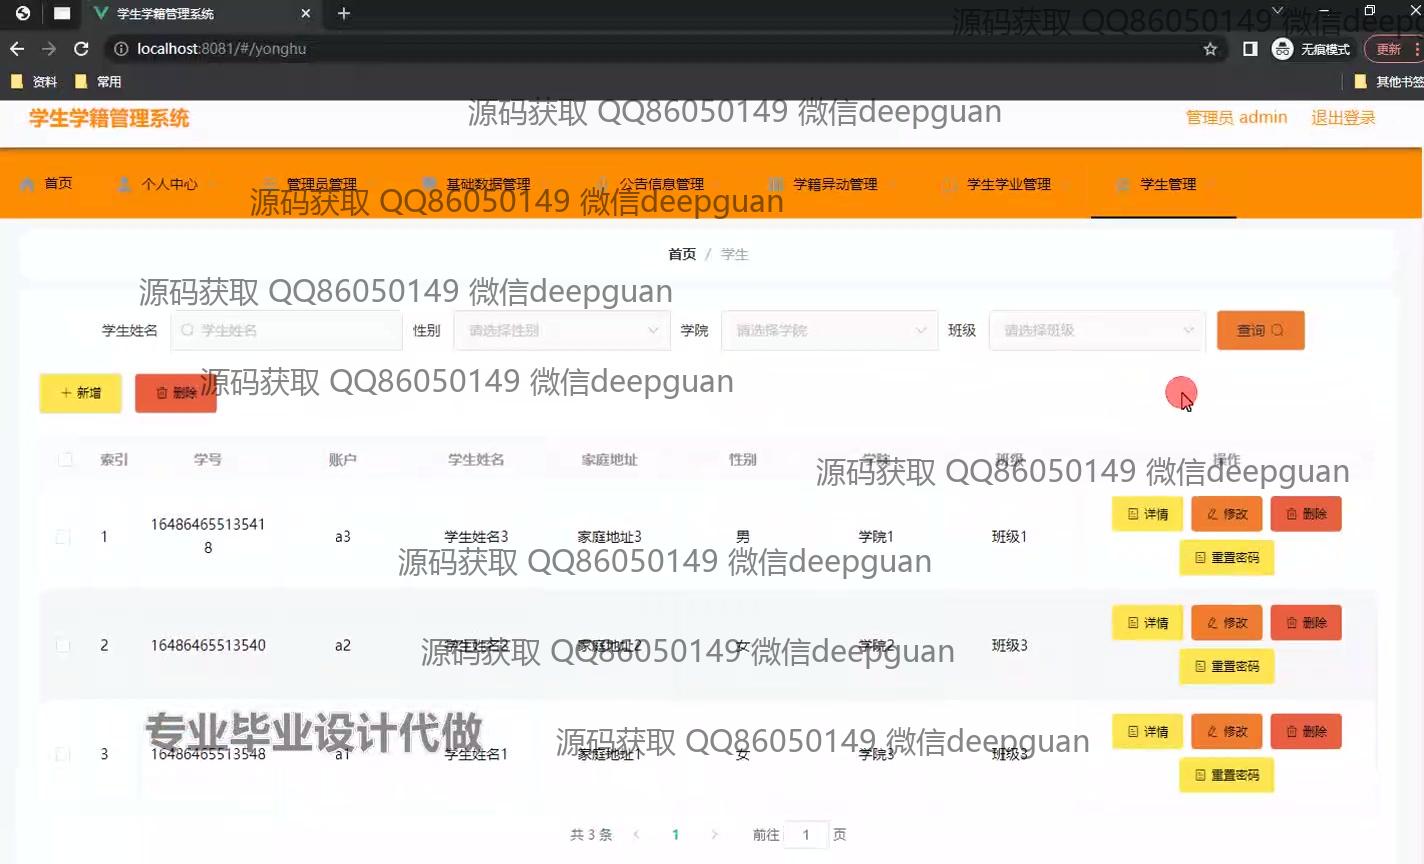 学生学籍管理系统
localhost:8081/#/yonghu
无痕模式
更新
资料
常用
其他书签
源码获取 QQ86050149 微信deepguan
学生学籍管理系统
源码获取 QQ86050149 微信deepguan
管理员 admin
退出登录
首页
个人中心
管理员管理
基础数据管理
公告信息管理
学籍异动管理
学生学业管理
学生管理
源码获取 QQ86050149 微信deepguan
首页 / 学生
源码获取 QQ86050149 微信deepguan
学生姓名 学生姓名 性别 请选择性别 学院 请选择学院 班级 请选择班级 查询
+ 新增 删除
源码获取 QQ86050149 微信deepguan
索引 学号 账户 学生姓名 家庭地址 性别 学院 班级 操作
源码获取 QQ86050149 微信deepguan
1 164864655135418 a3 学生姓名3 家庭地址3 男 学院1 班级1 详情 修改 删除
重置密码
源码获取 QQ86050149 微信deepguan
2 16486465513540 a2 学生姓名2 家庭地址2 女 学院2 班级3 详情 修改 删除
重置密码
源码获取 QQ86050149 微信deepguan
专业毕业设计代做
3 16486465513548 a1 学生姓名1 家庭地址1 女 学院3 班级3 详情 修改 删除
重置密码
源码获取 QQ86050149 微信deepguan
共 3 条 < 1 > 前往 1 页